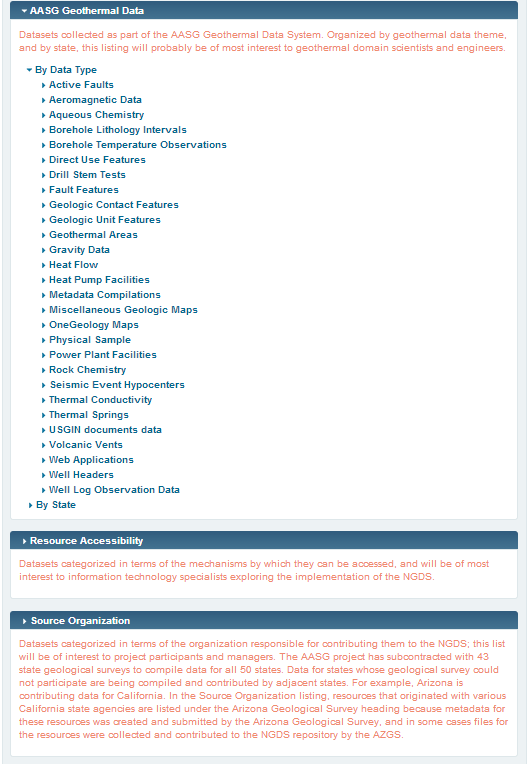 AASG Geothermal Data
Datasets collected as part of the AASG Geothermal Data System. Organized by geothermal data theme,
and by state, this listing will probably be of most interest to geothermal domain scientists and engineers.
By Data Type
Active Faults
Aeromagnetic Data
Aqueous Chemistry
Borehole Lithology Intervals
Borehole Temperature Observations
Direct Use Features
Drill Stem Tests
Fault Features
Geologic Contact Features
Geologic Unit Features
Geothermal Areas
Gravity Data
Heat Flow
Heat Pump Facilities
Metadata Compilations
Miscellaneous Geologic Maps
OneGeology Maps
Physical Sample
Power Plant Facilities
Rock Chemistry
Seismic Event Hypocenters
Thermal Conductivity
Thermal Springs
USGIN documents data
Volcanic Vents
Web Applications
Well Headers
Well Log Observation Data
By State
Resource Accessibility
Datasets categorized in terms of the mechanisms by which they can be accessed, and will be of most
interest to information technology specialists exploring the implementation of the NGDS.
Source Organization
Datasets categorized in terms of the organization responsible for contributing them to the NGDS; this list
will be of interest to project participants and managers. The AASG project has subcontracted with 43
state geological surveys to compile data for all 50 states. Data for states whose geological survey could
not participate are being compiled and contributed by adjacent states. For example, Arizona is
contributing data for California. In the Source Organization listing, resources that originated with various
California state agencies are listed under the Arizona Geological Survey heading because metadata for
these resources was created and submitted by the Arizona Geological Survey, and in some cases files for
the resources were collected and contributed to the NGDS repository by the AZGS.